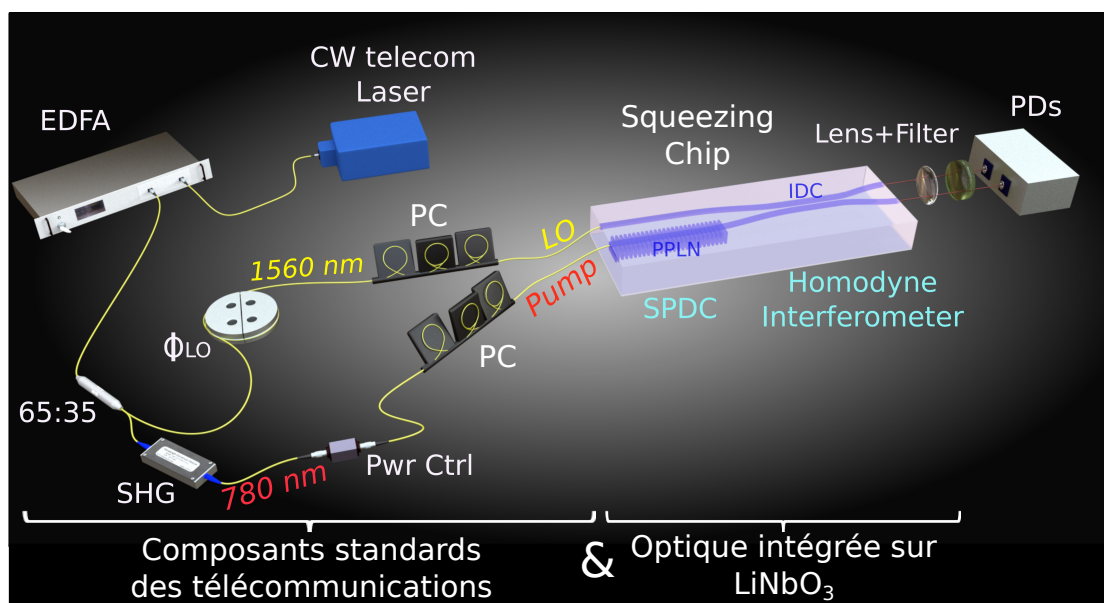 CW telecom
Laser
EDFA
Squeezing
Chip
Lens+Filter
PDs
IDC
PPLN
PC
LO
1560 nm
Pump
SPDC
Homodyne
Interferometer
ϕLO
PC
65:35
Pwr Ctrl
SHG
780 nm
Composants standards
des télécommunications
&
Optique intégrée sur
LiNbO₃